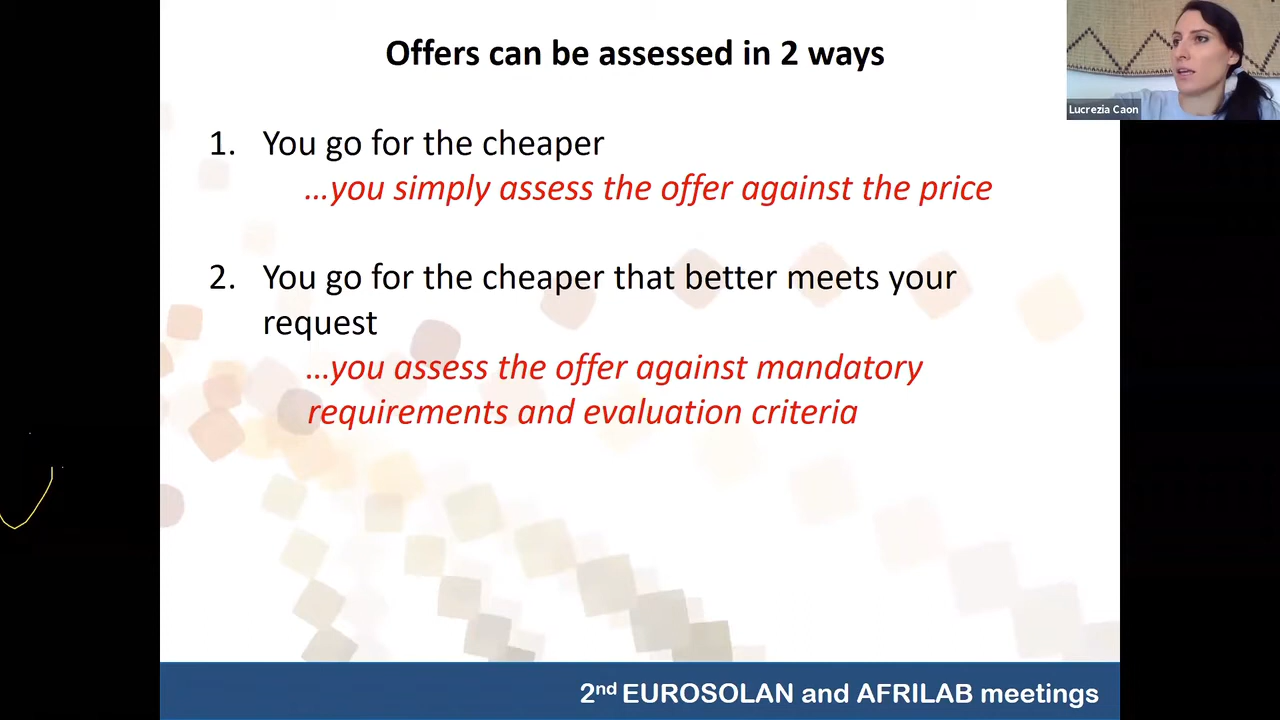 Offers can be assessed in 2 ways
Lucrezia Caon
1. You go for the cheaper
...you simply assess the offer against the price
2. You go for the cheaper that better meets your
request
...you assess the offer against mandatory
requirements and evaluation criteria
2nd EUROSOLAN and AFRILAB meetings